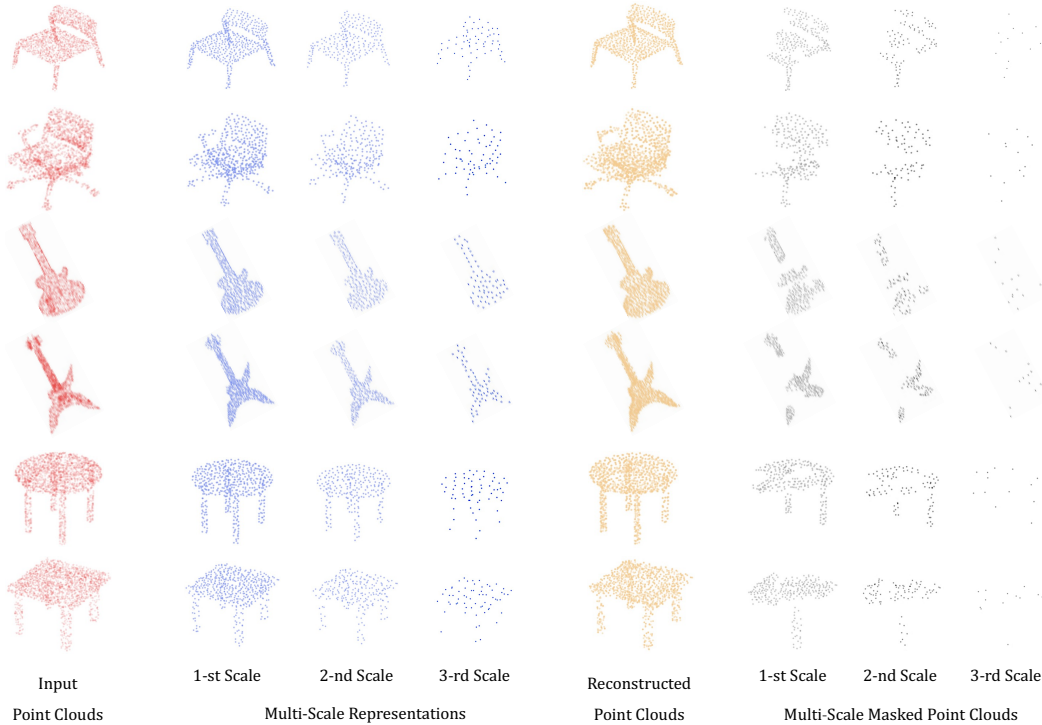 1-st Scale 2-nd Scale 3-rd Scale 1-st Scale 2-nd Scale 3-rd Scale
Input Reconstructed
Point Clouds Multi-Scale Representations Point Clouds Multi-Scale Masked Point Clouds